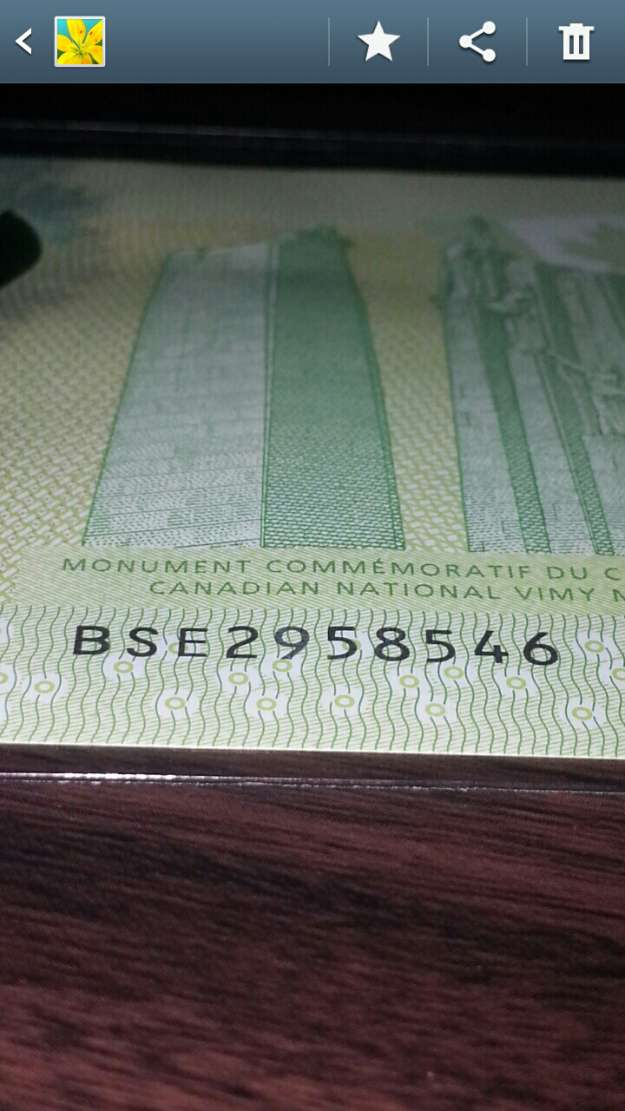 MONUMENT COMMÉMORATIF DU C
CANADIAN NATIONAL VIMY M
BSE2958546